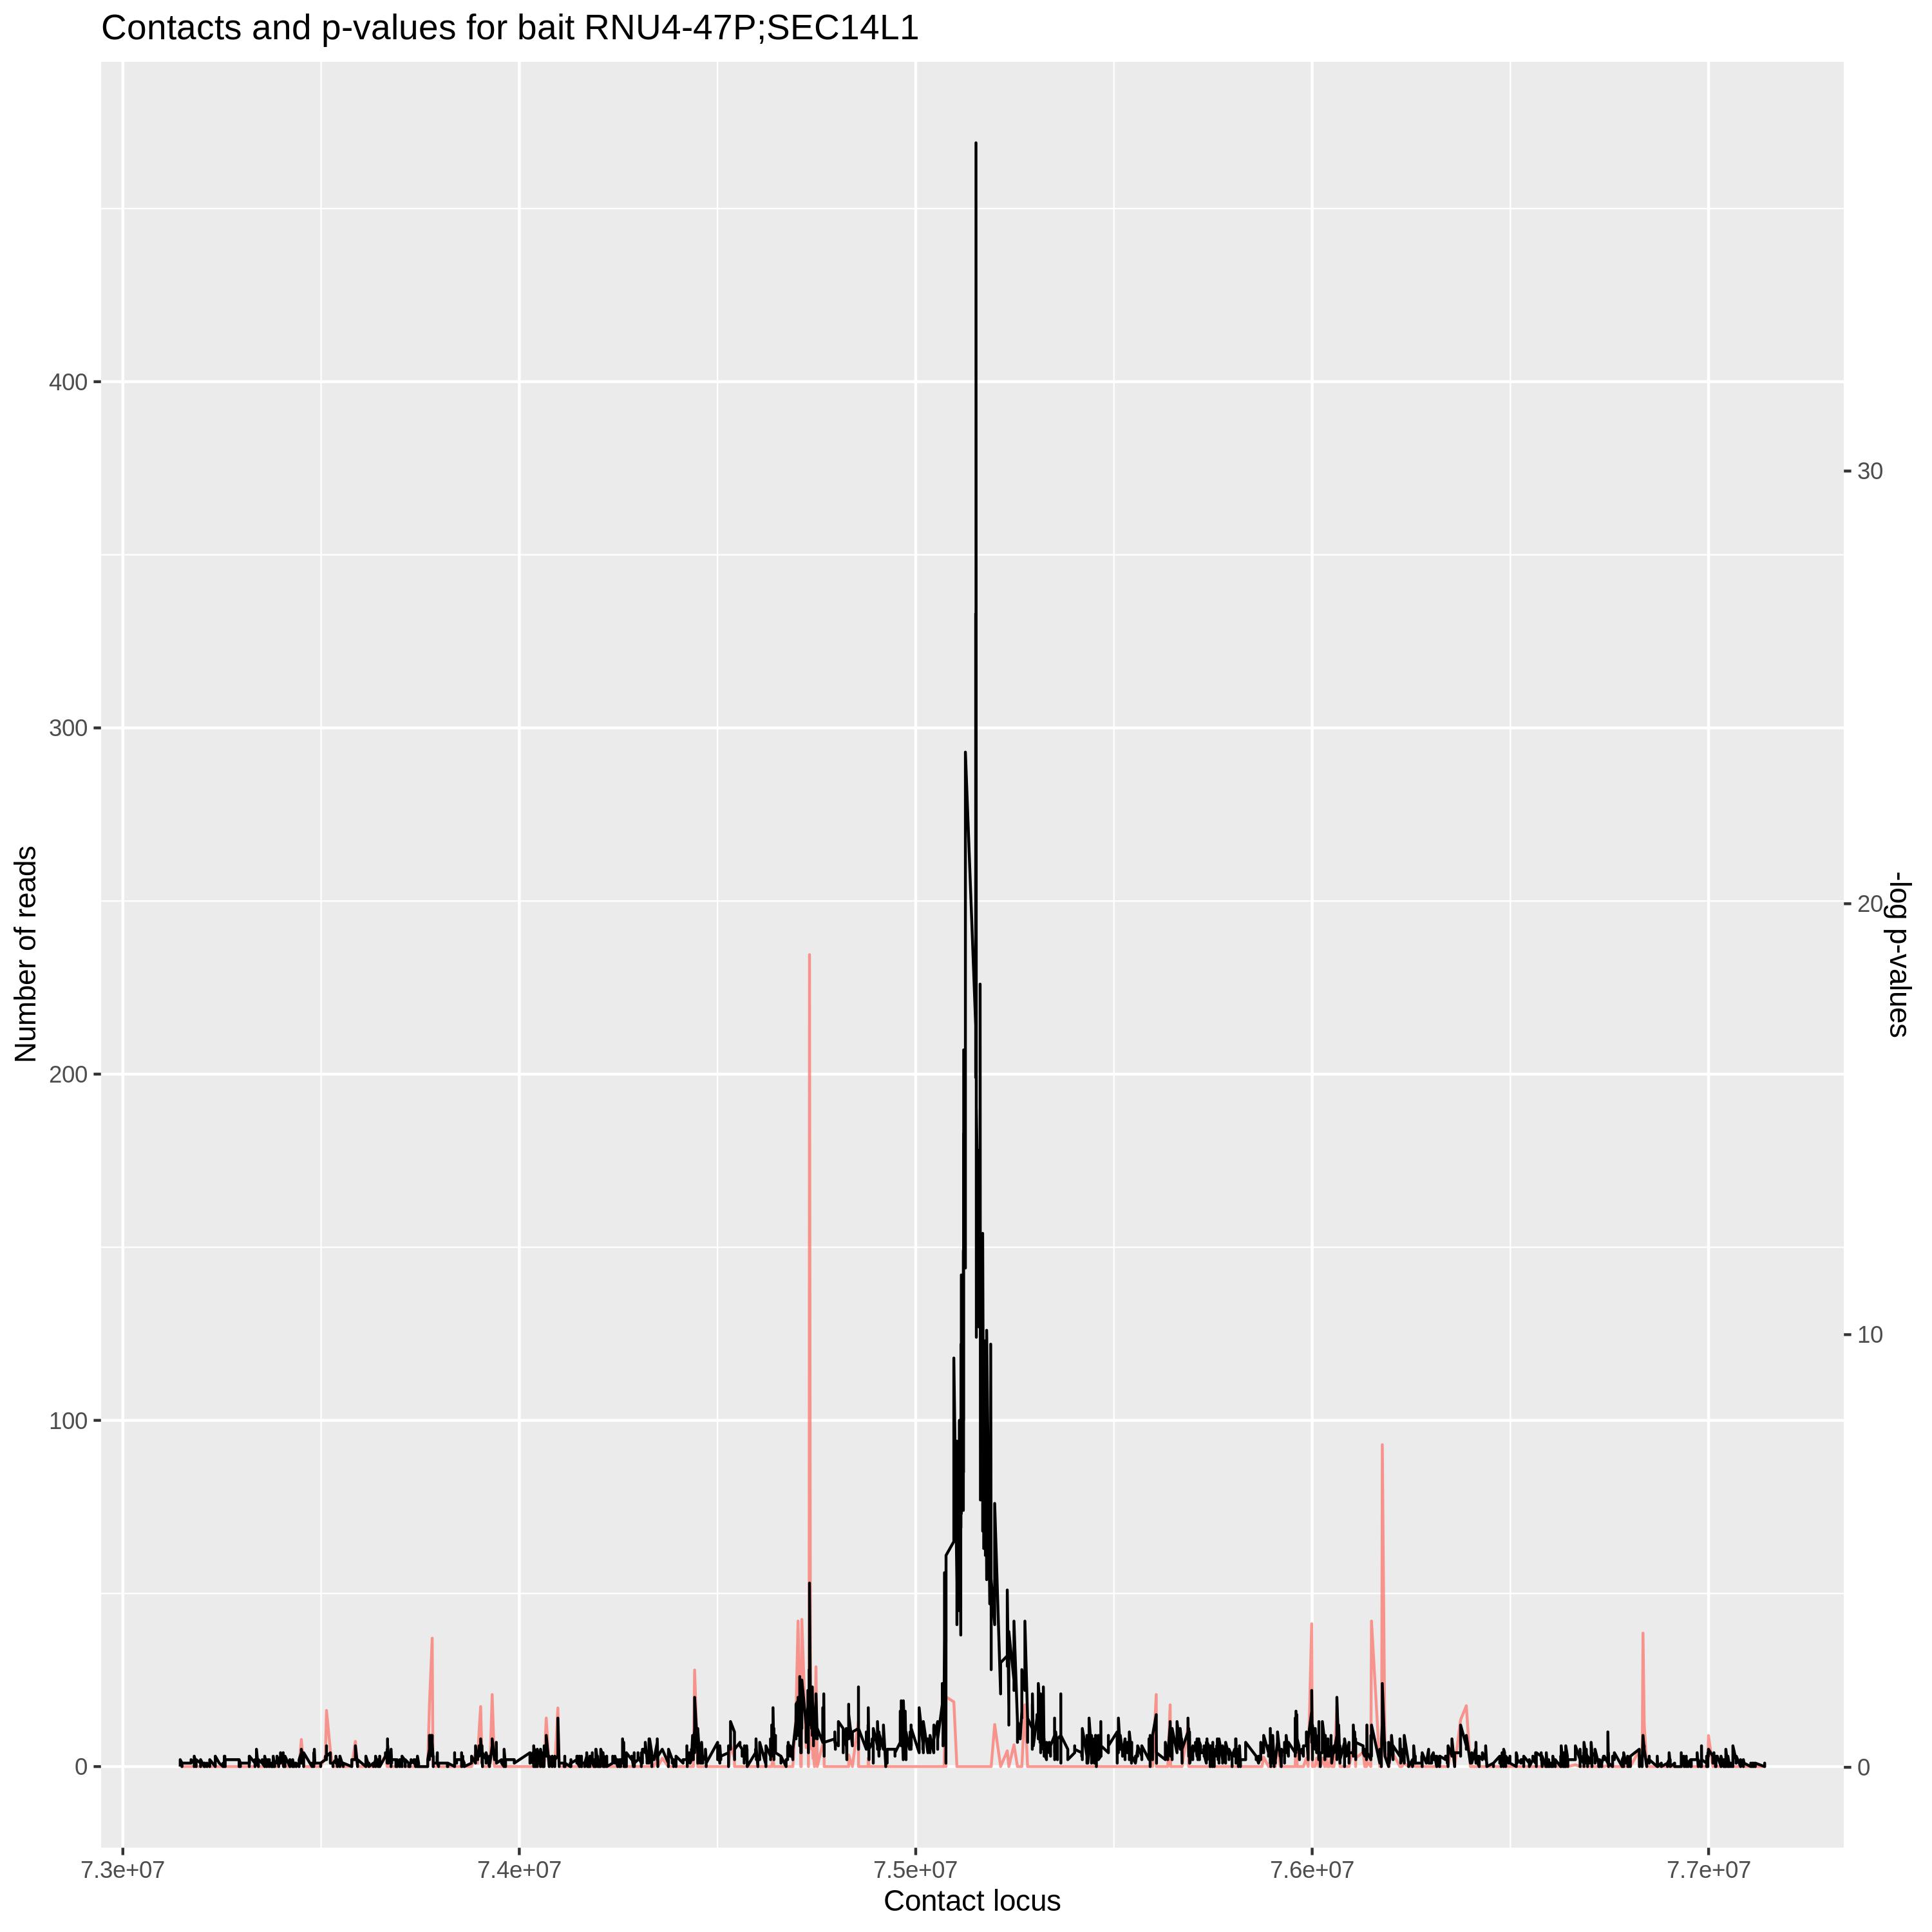 Contacts and p-values for bait RNU4-47P;SEC14L1
Number of reads
400
300
200
100
0
30
20
10
0
-log p-values
7.3e+07 7.4e+07 7.5e+07 7.6e+07 7.7e+07
Contact locus